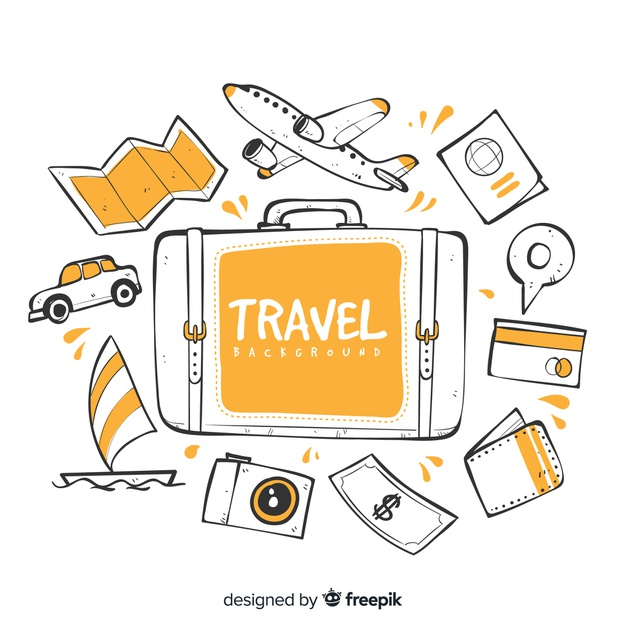 TRAVEL
BACKGROUND
$
designed by freepik